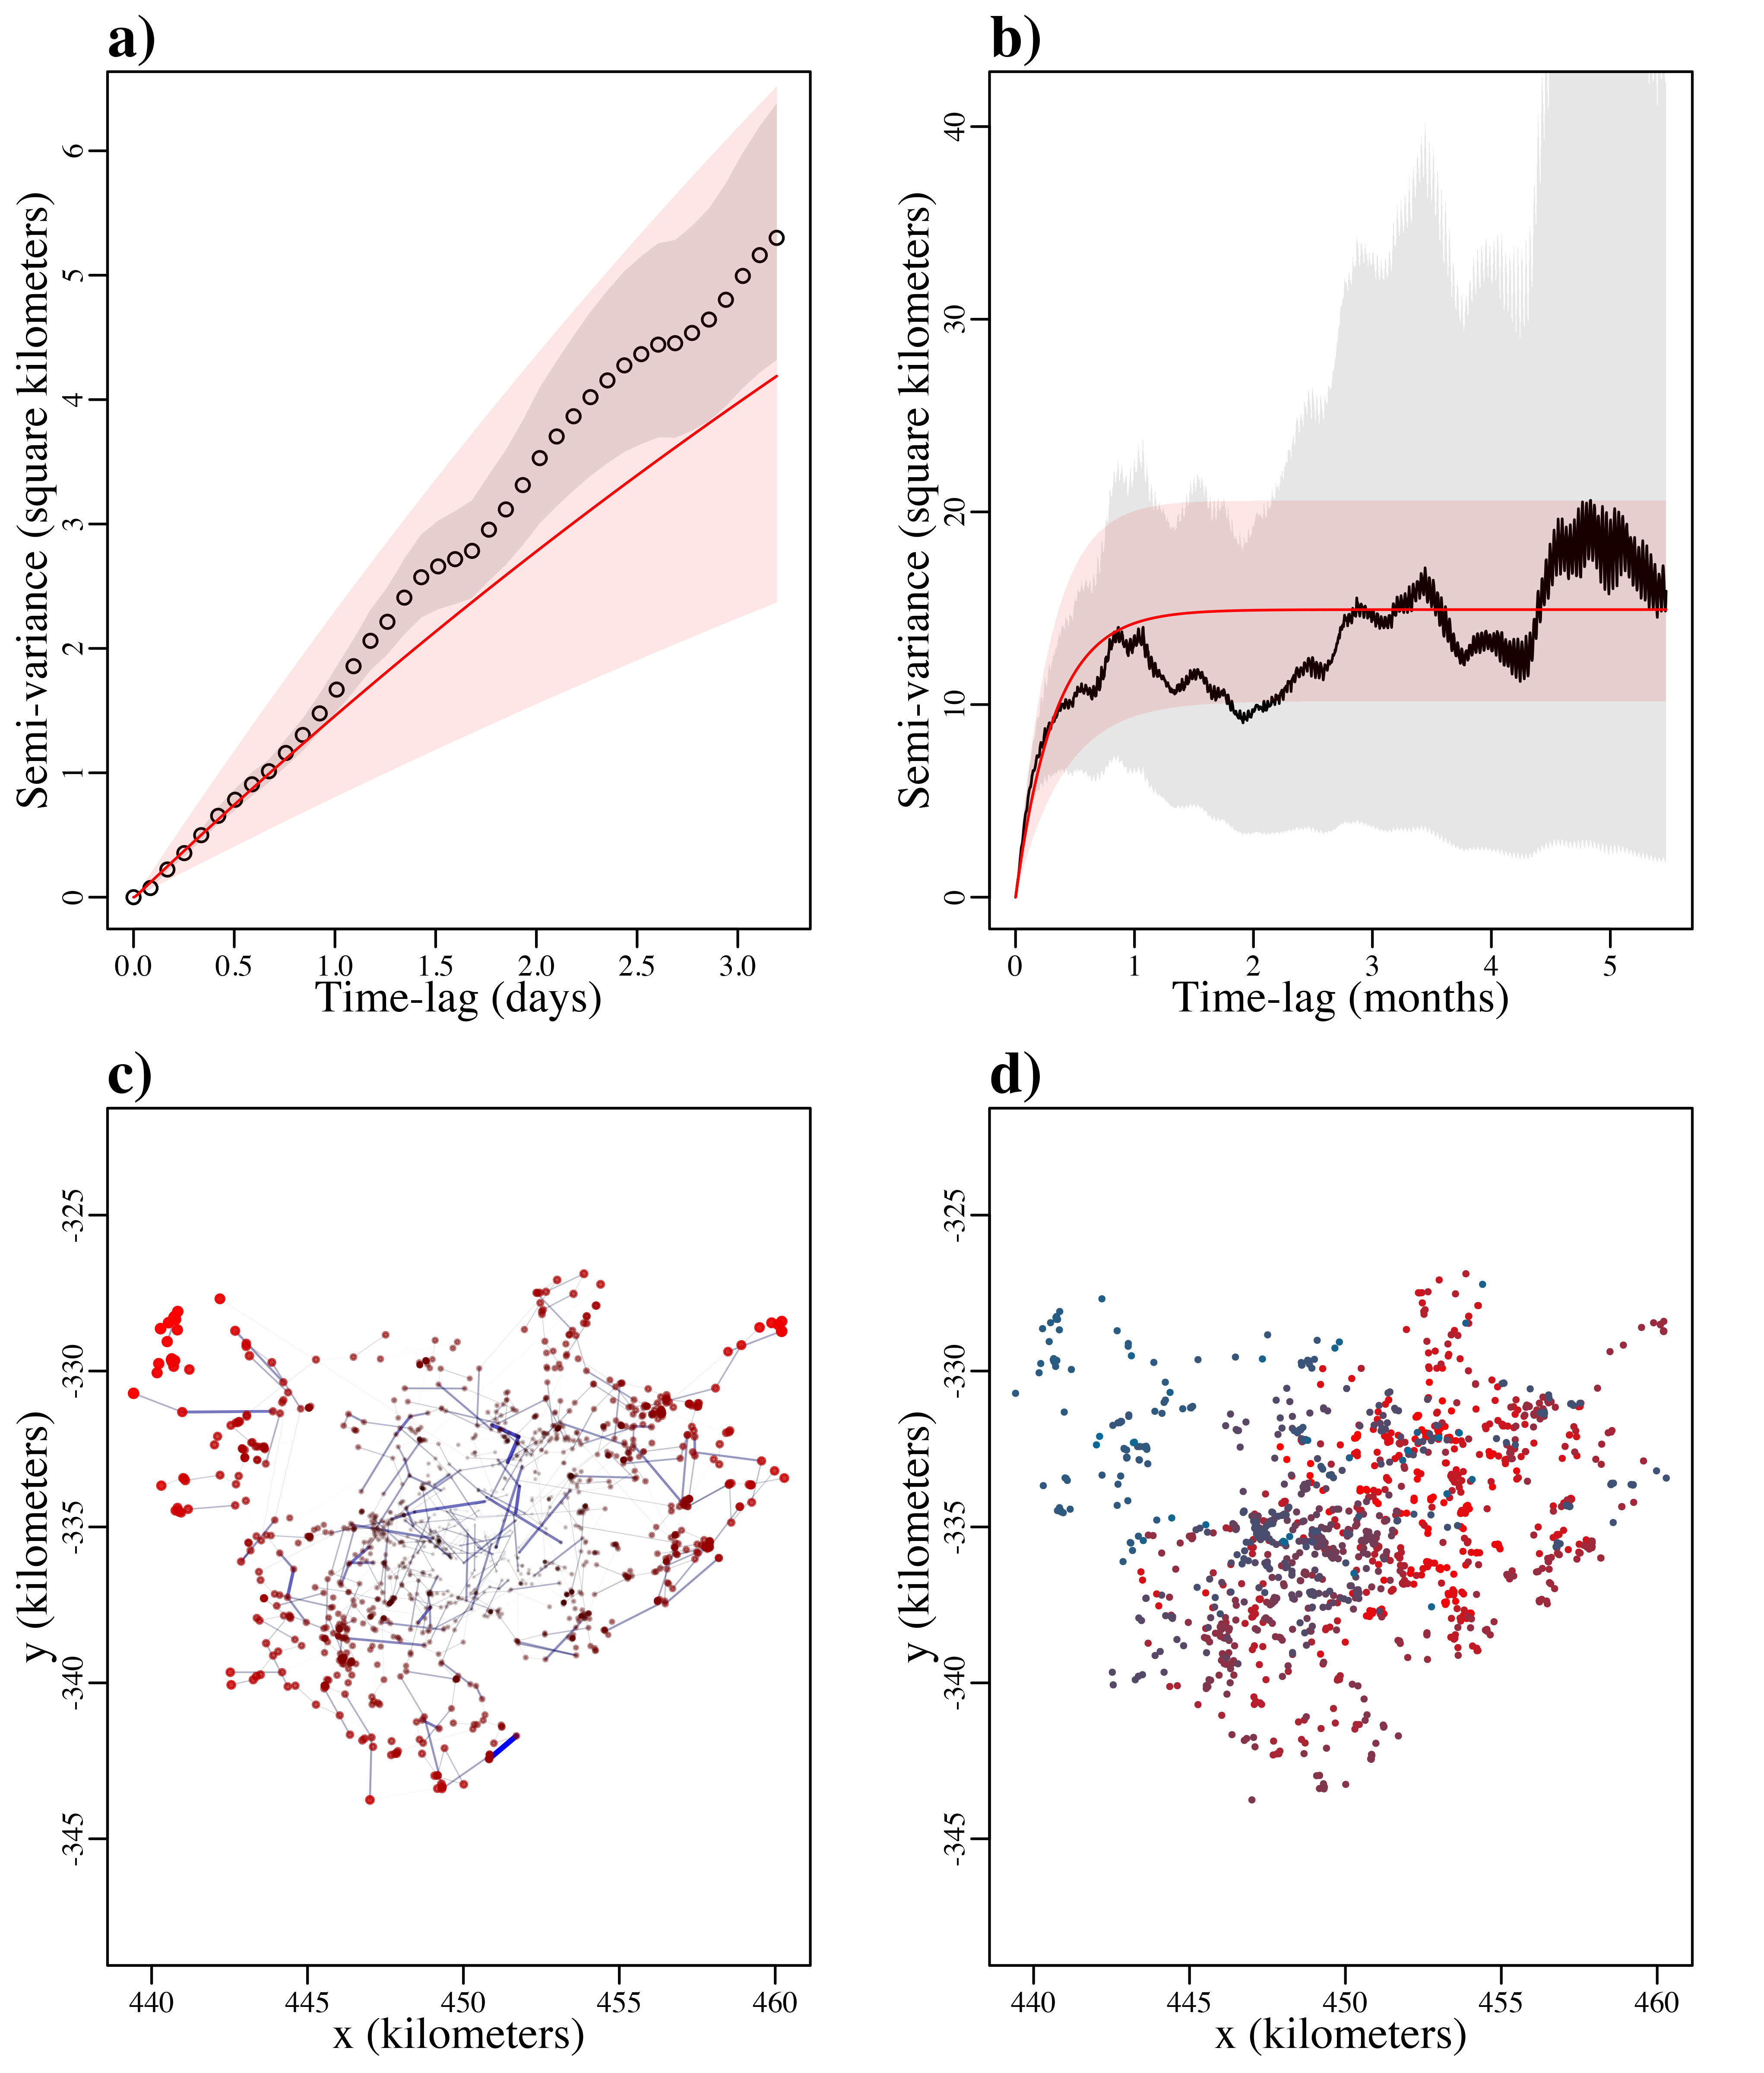 a)
Semi-variance (square kilometers)
6
5
4
3
2
1
0
0.0 0.5 1.0 1.5 2.0 2.5 3.0
Time-lag (days)
b)
Semi-variance (square kilometers)
40
30
20
10
0
0 1 2 3 4 5
Time-lag (months)
c)
y (kilometers)
-325
-330
-335
-340
-345
440 445 450 455 460
x (kilometers)
d)
y (kilometers)
-325
-330
-335
-340
-345
440 445 450 455 460
x (kilometers)